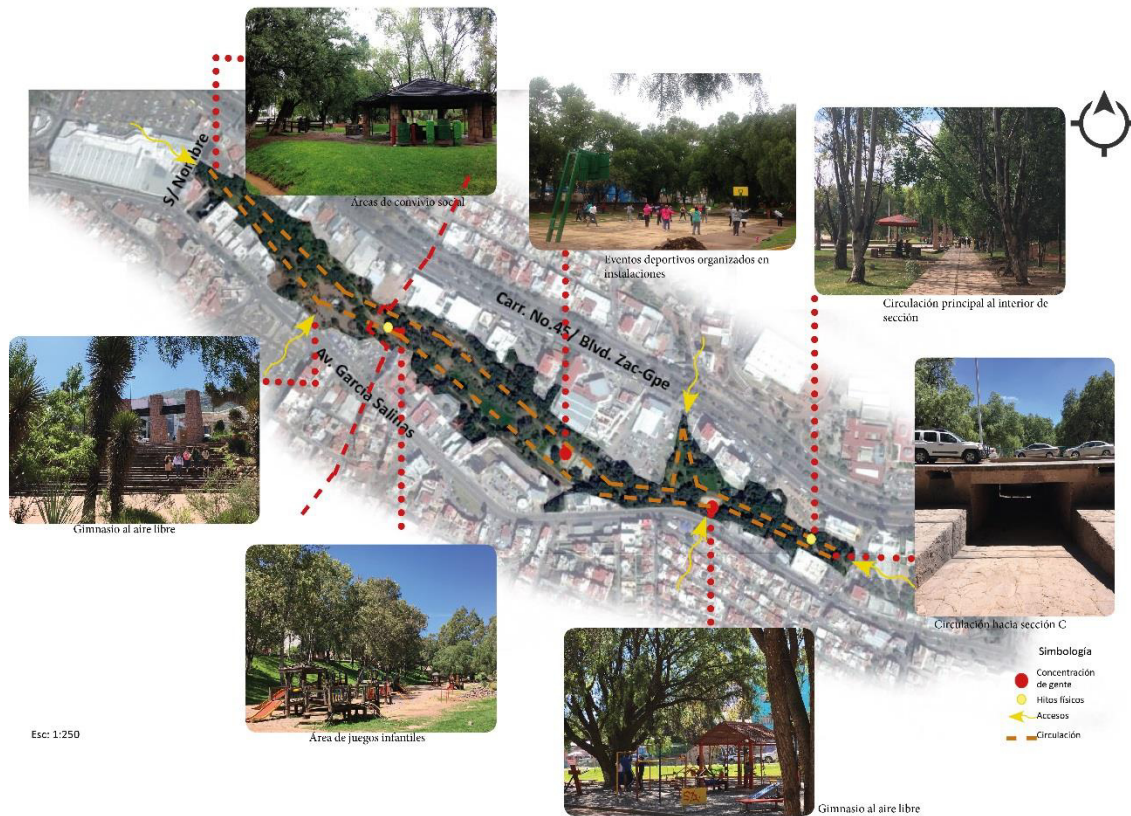 Áreas de convivio social
Eventos deportivos organizados en
instalaciones
Circulación principal al interior de
sección
S/ Nombre
Carr. No.45/ Blvd. Zac-Gpe
Av. García Salinas
Gimnasio al aire libre
Circulación hacia sección C
Área de juegos infantiles
Gimnasio al aire libre
Simbología
Concentración
de gente
Hitos físicos
Accesos
Circulación
Esc: 1:250